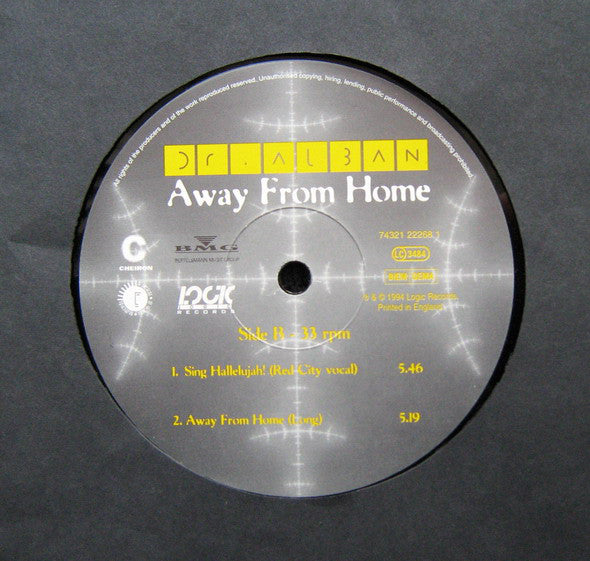 All rights of the producers and of the work reproduced reserved. Unauthorised copying, hiring, lending, public performance and broadcasting prohibited.
Dr. ALBAN
Away From Home
C
CHEIRON
BMG
BERTELSMANN MUSIC GROUP
74321 22268 1
LC 3484
BIEM GEMA
LOGIC
RECORDS
℗ & © 1994 Logic Records.
Printed in England.
Side B - 33 rpm
1. Sing Hallelujah! (Red-City vocal) 5.46
2. Away From Home (Long) 5.19